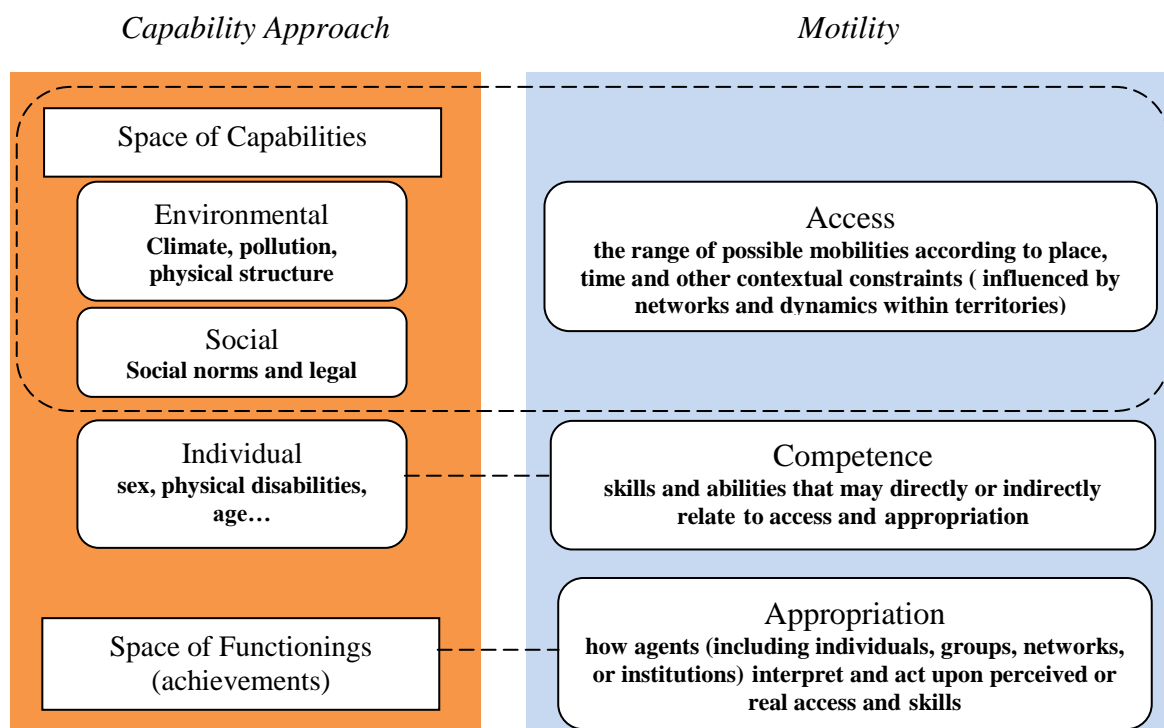 Capability Approach
Motility
Space of Capabilities
Environmental
Climate, pollution,
physical structure
Social
Social norms and legal
Individual
sex, physical disabilities,
age…
Space of Functionings
(achievements)
Access
the range of possible mobilities according to place,
time and other contextual constraints ( influenced by
networks and dynamics within territories)
Competence
skills and abilities that may directly or indirectly
relate to access and appropriation
Appropriation
how agents (including individuals, groups, networks,
or institutions) interpret and act upon perceived or
real access and skills